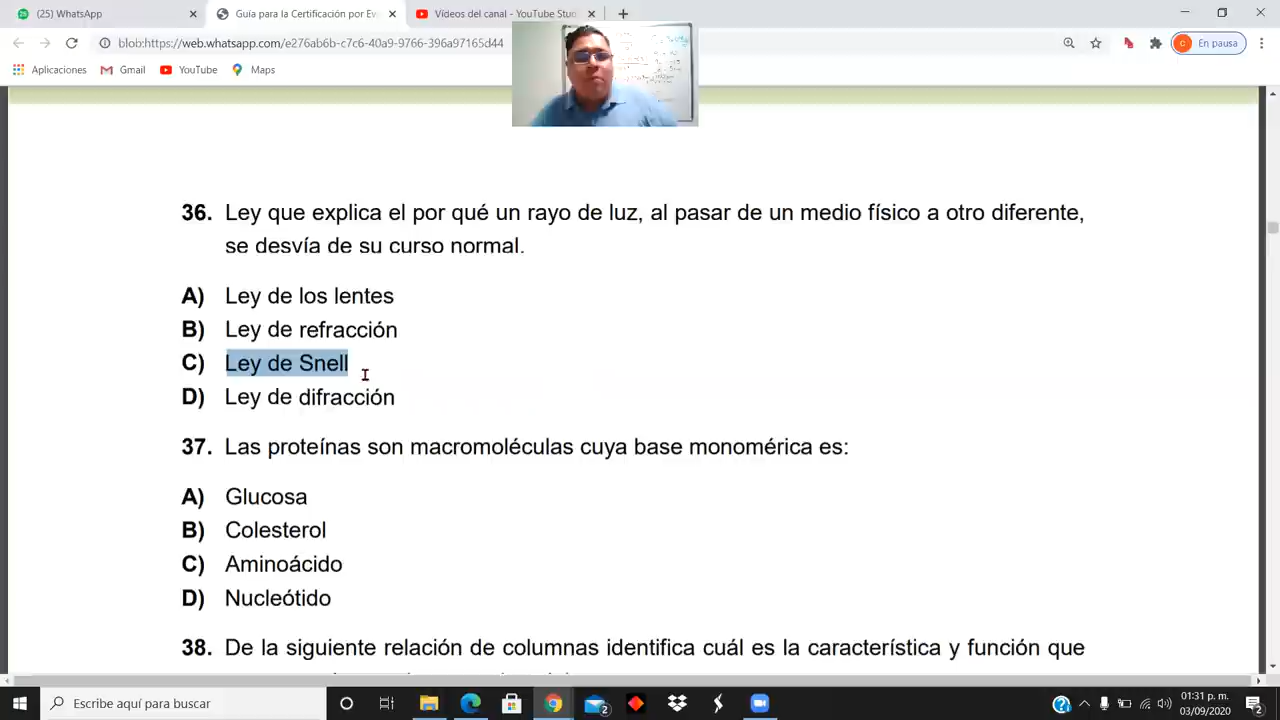 (25) WhatsApp
Guía para la Certificación por Ev
Vídeos del canal - YouTube Stu
blob:https://web.whatsapp.com/e276ab6b-c7c6-40a9-9766-396a97165d44
En pausa
Aplicaciones
Gmail
YouTube
Maps
36. Ley que explica el por qué un rayo de luz, al pasar de un medio físico a otro diferente,
se desvía de su curso normal.
A) Ley de los lentes
B) Ley de refracción
C) Ley de Snell
D) Ley de difracción
37. Las proteínas son macromoléculas cuya base monomérica es:
A) Glucosa
B) Colesterol
C) Aminoácido
D) Nucleótido
38. De la siguiente relación de columnas identifica cuál es la característica y función que
Escribe aquí para buscar
01:31 p. m.
03/09/2020